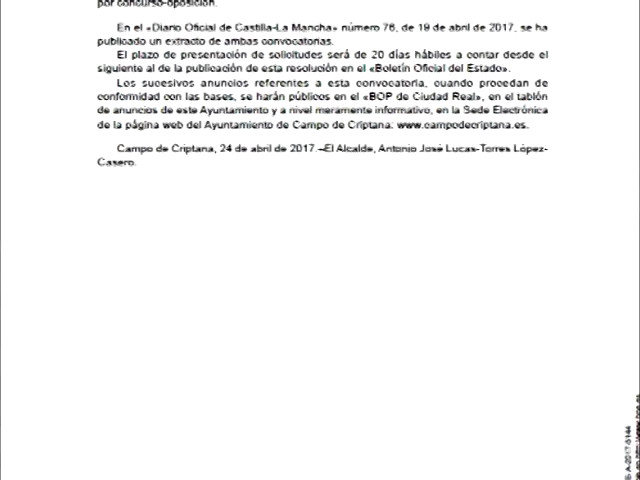 por concurso-oposición.
En el «Diario Oficial de Castilla-La Mancha» número 76, de 19 de abril de 2017, se ha
publicado un extracto de ambas convocatorias.
El plazo de presentación de solicitudes será de 20 días hábiles a contar desde el
siguiente al de la publicación de esta resolución en el «Boletín Oficial del Estado».
Los sucesivos anuncios referentes a esta convocatoria, cuando procedan de
conformidad con las bases, se harán públicos en el «BOP de Ciudad Real», en el tablón
de anuncios de este Ayuntamiento y a nivel meramente informativo, en la Sede Electrónica
de la página web del Ayuntamiento de Campo de Criptana: www.campodecriptana.es.
Campo de Criptana, 24 de abril de 2017.–El Alcalde, Antonio José Lucas-Torres López-
Casero.
E-A-2017-5144